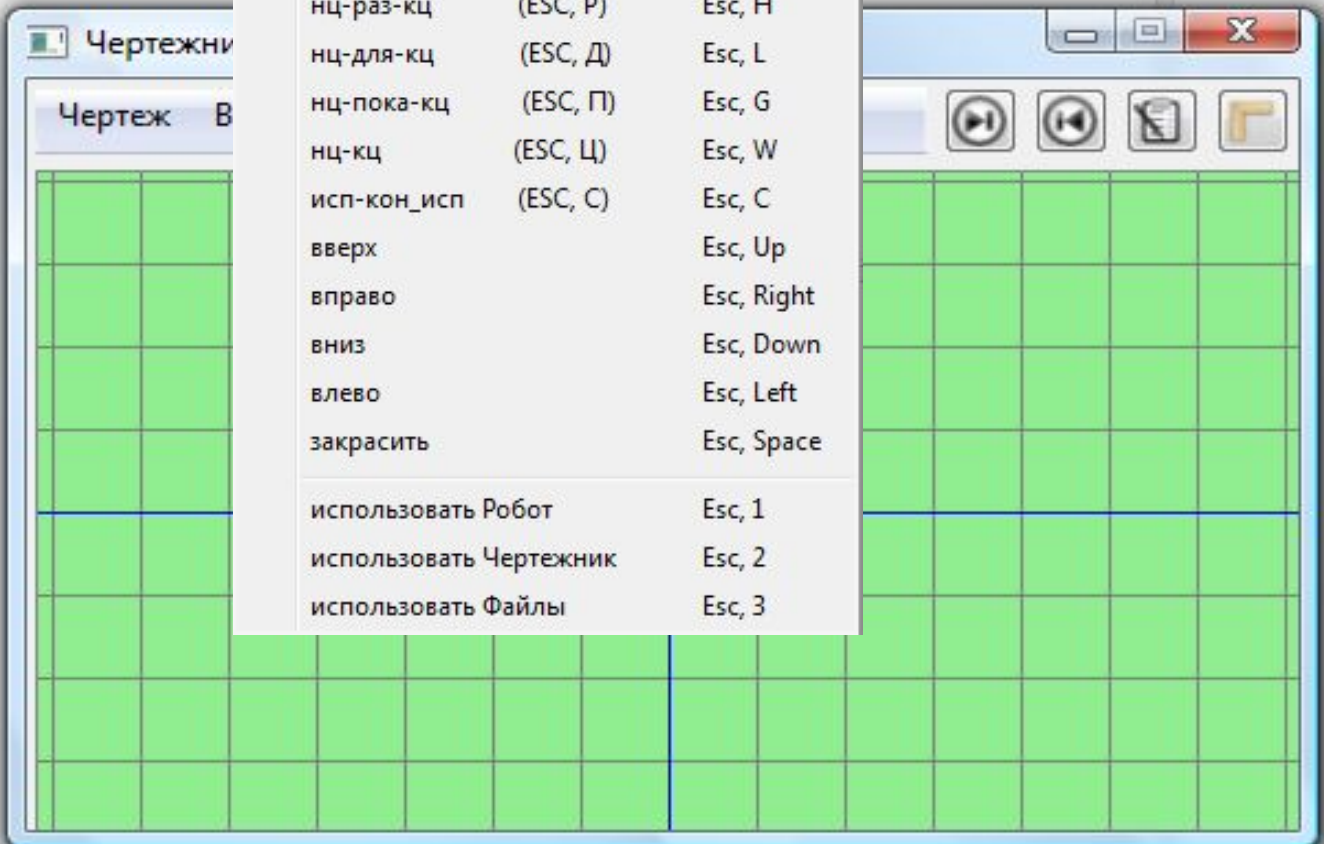 нц-раз-кц (ESC, Р) Esc, H
Чертежни
нц-для-кц (ESC, Д) Esc, L
Чертеж В
нц-пока-кц (ESC, П) Esc, G
нц-кц (ESC, Ц) Esc, W
исп-кон_исп (ESC, С) Esc, C
вверх Esc, Up
вправо Esc, Right
вниз Esc, Down
влево Esc, Left
закрасить Esc, Space
использовать Робот Esc, 1
использовать Чертежник Esc, 2
использовать Файлы Esc, 3